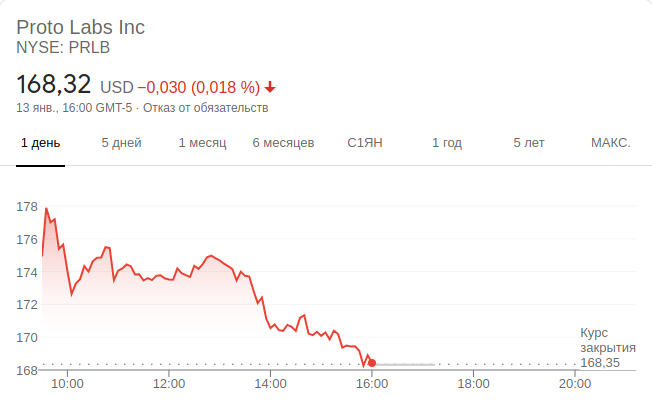 Proto Labs Inc
NYSE: PRLB
168,32 USD −0,030 (0,018 %)
13 янв., 16:00 GMT-5 · Отказ от обязательств
1 день 5 дней 1 месяц 6 месяцев С1ЯН 1 год 5 лет МАКС.
178
176
174
172
170
Курс
закрытия
168,35
168
10:00 12:00 14:00 16:00 18:00 20:00